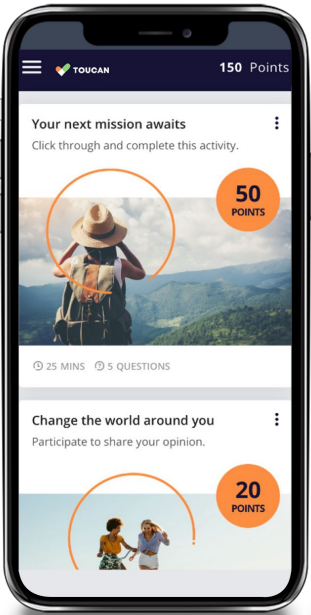 TOUCAN
150 Points
Your next mission awaits
Click through and complete this activity.
50
POINTS
25 MINS 5 QUESTIONS
Change the world around you
Participate to share your opinion.
20
POINTS